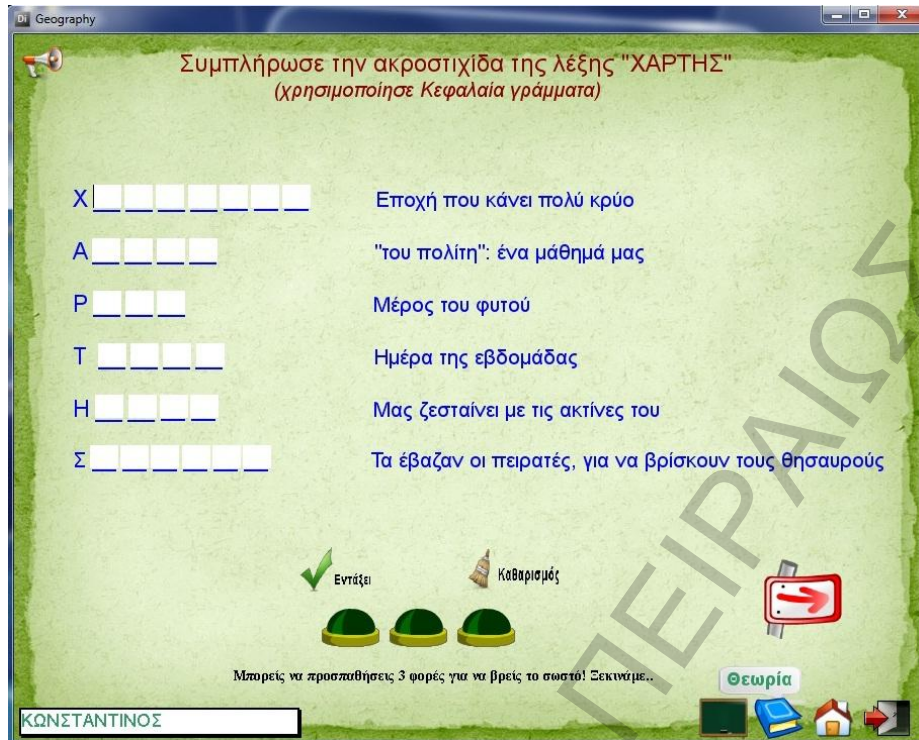 Geography
Συμπλήρωσε την ακροστιχίδα της λέξης "ΧΑΡΤΗΣ"
(χρησιμοποίησε Κεφαλαία γράμματα)
Χ _ _ _ _ _ _ _ Εποχή που κάνει πολύ κρύο
Α _ _ _ _ "του πολίτη": ένα μάθημά μας
Ρ _ _ _ Μέρος του φυτού
Τ _ _ _ _ Ημέρα της εβδομάδας
Η _ _ _ _ Μας ζεσταίνει με τις ακτίνες του
Σ _ _ _ _ _ _ Τα έβαζαν οι πειρατές, για να βρίσκουν τους θησαυρούς
Εντάξει Καθαρισμός
Μπορείς να προσπαθήσεις 3 φορές για να βρείς το σωστό! Ξεκινάμε..
Θεωρία
ΚΩΝΣΤΑΝΤΙΝΟΣ
ΠΕΙΡΑΙΩΣ